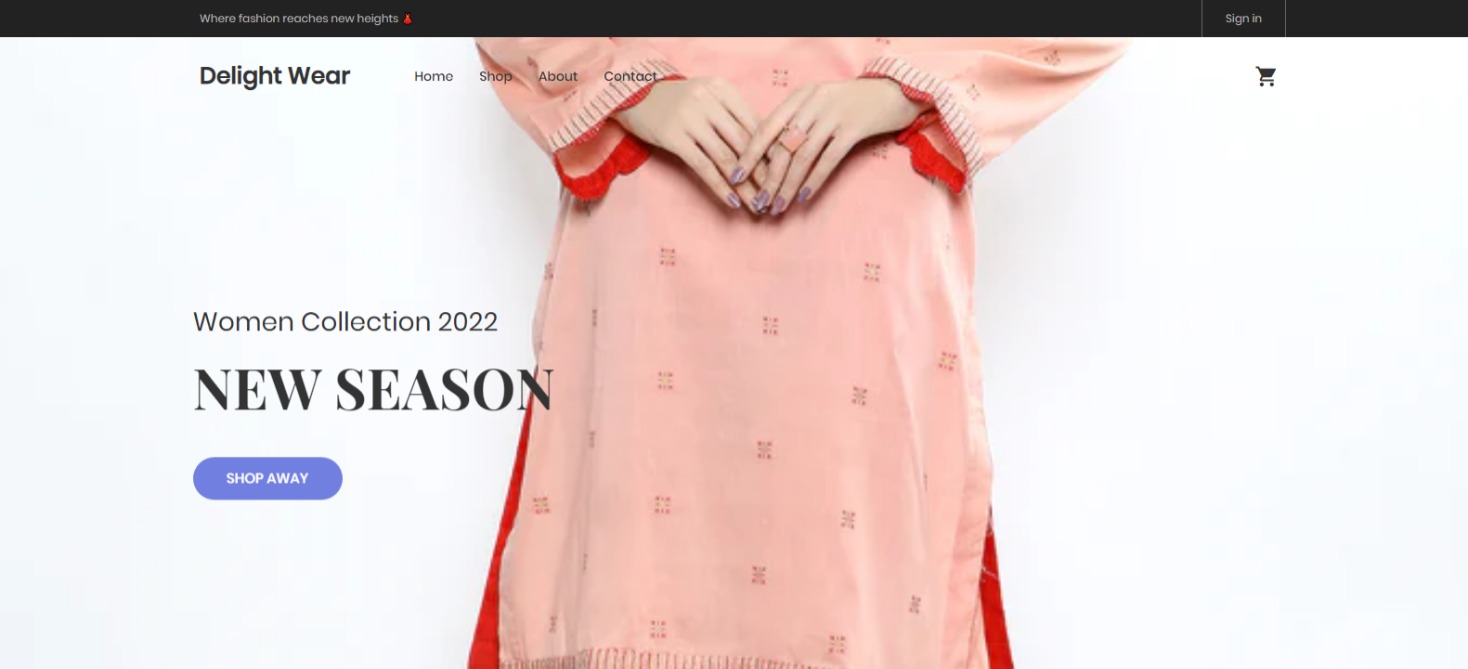 Where fashion reaches new heights 💃
Sign in
Delight Wear
Home Shop About Contact
Women Collection 2022
NEW SEASON
SHOP AWAY